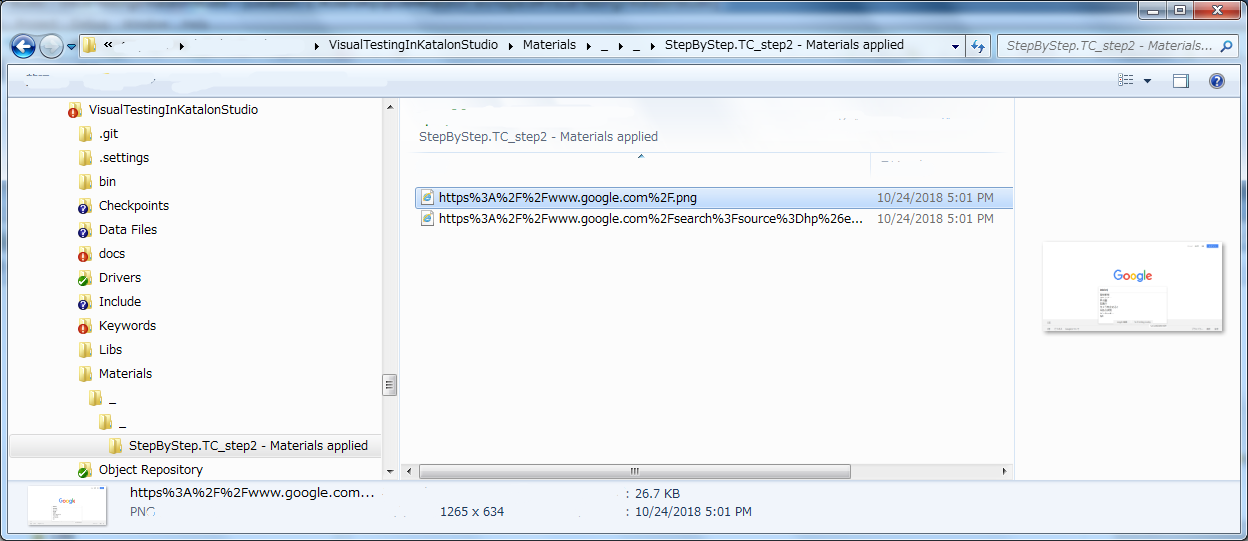 « VisualTestingInKatalonStudio Materials _ _ StepByStep.TC_step2 - Materials applied
StepByStep.TC_step2 - Materials...
VisualTestingInKatalonStudio
.git
.settings
bin
Checkpoints
Data Files
docs
Drivers
Include
Keywords
Libs
Materials
_
_
StepByStep.TC_step2 - Materials applied
Object Repository
StepByStep.TC_step2 - Materials applied
https%3A%2F%2Fwww.google.com%2F.png 10/24/2018 5:01 PM
https%3A%2F%2Fwww.google.com%2Fsearch%3Fsource%3Dhp%26e... 10/24/2018 5:01 PM
Google
Google
https%3A%2F%2Fwww.google.com... : 26.7 KB
PNG 1265 x 634 : 10/24/2018 5:01 PM